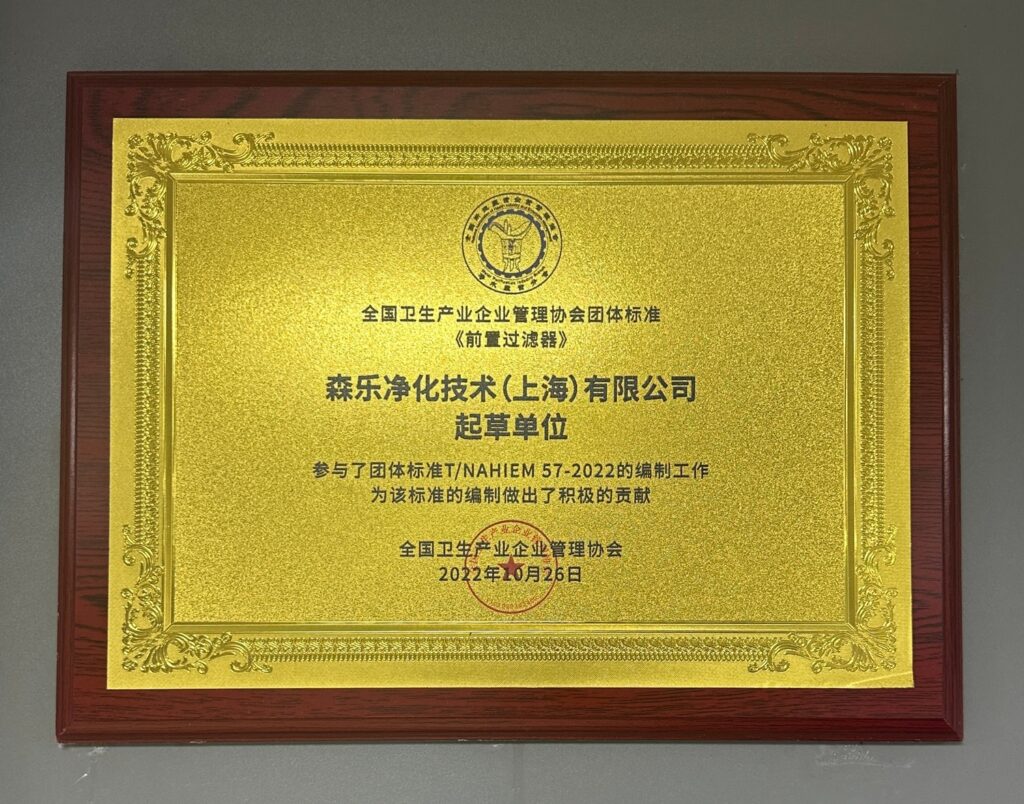 全国卫生产业企业管理协会团体标准
《前置过滤器》
森乐净化技术(上海)有限公司
起草单位
参与了团体标准T/NAHIEM 57-2022的编制工作
为该标准的编制做出了积极的贡献
全国卫生产业企业管理协会
2022年10月26日